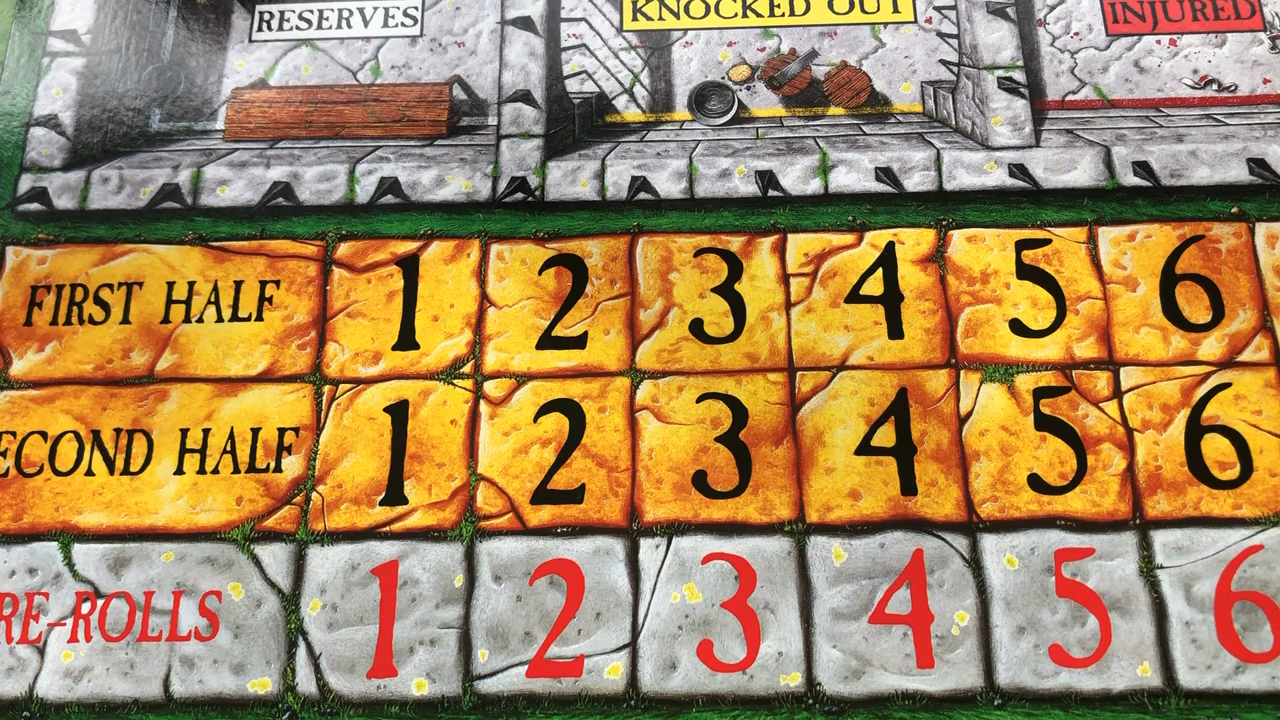 RESERVES
KNOCKED OUT
INJURED
FIRST HALF 1 2 3 4 5 6
ECOND HALF 1 2 3 4 5 6
RE-ROLLS 1 2 3 4 5 6